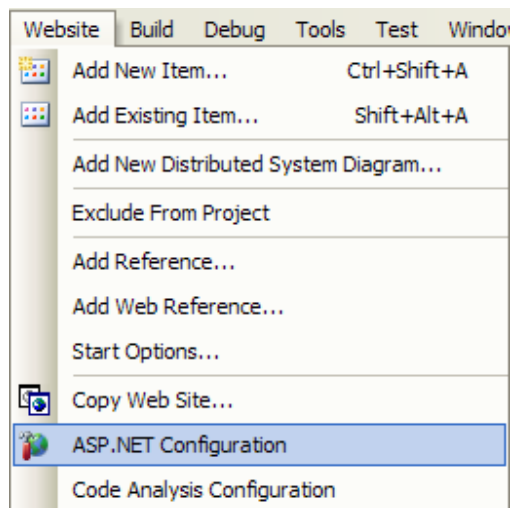 Website Build Debug Tools Test Windo
Add New Item... Ctrl+Shift+A
Add Existing Item... Shift+Alt+A
Add New Distributed System Diagram...
Exclude From Project
Add Reference...
Add Web Reference...
Start Options...
Copy Web Site...
ASP.NET Configuration
Code Analysis Configuration